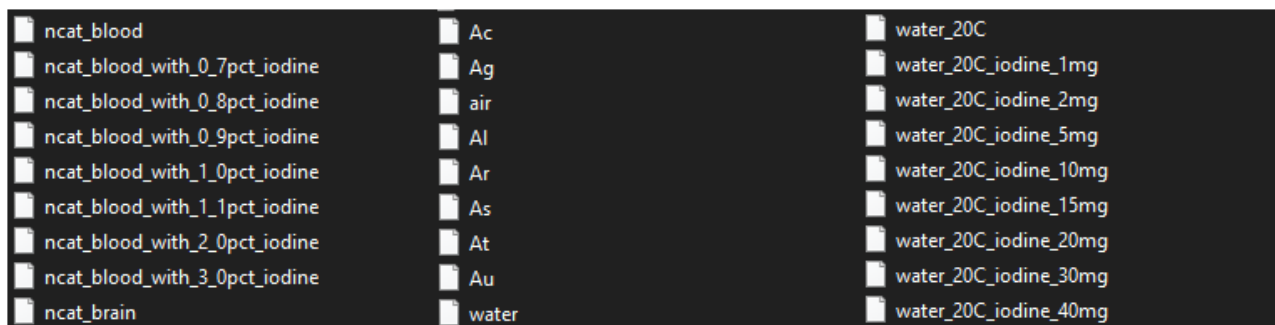 ncat_blood
ncat_blood_with_0_7pct_iodine
ncat_blood_with_0_8pct_iodine
ncat_blood_with_0_9pct_iodine
ncat_blood_with_1_0pct_iodine
ncat_blood_with_1_1pct_iodine
ncat_blood_with_2_0pct_iodine
ncat_blood_with_3_0pct_iodine
ncat_brain
Ac
Ag
air
Al
Ar
As
At
Au
water
water_20C
water_20C_iodine_1mg
water_20C_iodine_2mg
water_20C_iodine_5mg
water_20C_iodine_10mg
water_20C_iodine_15mg
water_20C_iodine_20mg
water_20C_iodine_30mg
water_20C_iodine_40mg